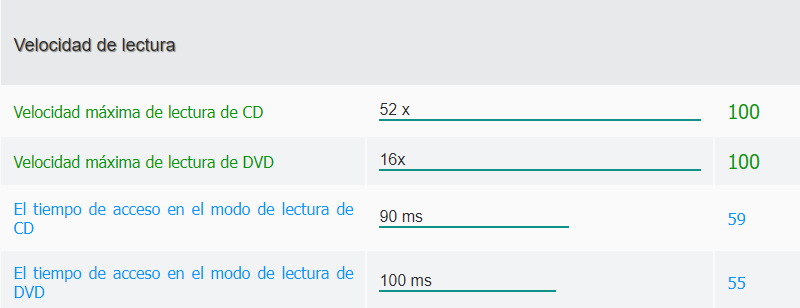 Velocidad de lectura
Velocidad máxima de lectura de CD 52 x 100
Velocidad máxima de lectura de DVD 16x 100
El tiempo de acceso en el modo de lectura de
CD 90 ms 59
El tiempo de acceso en el modo de lectura de
DVD 100 ms 55